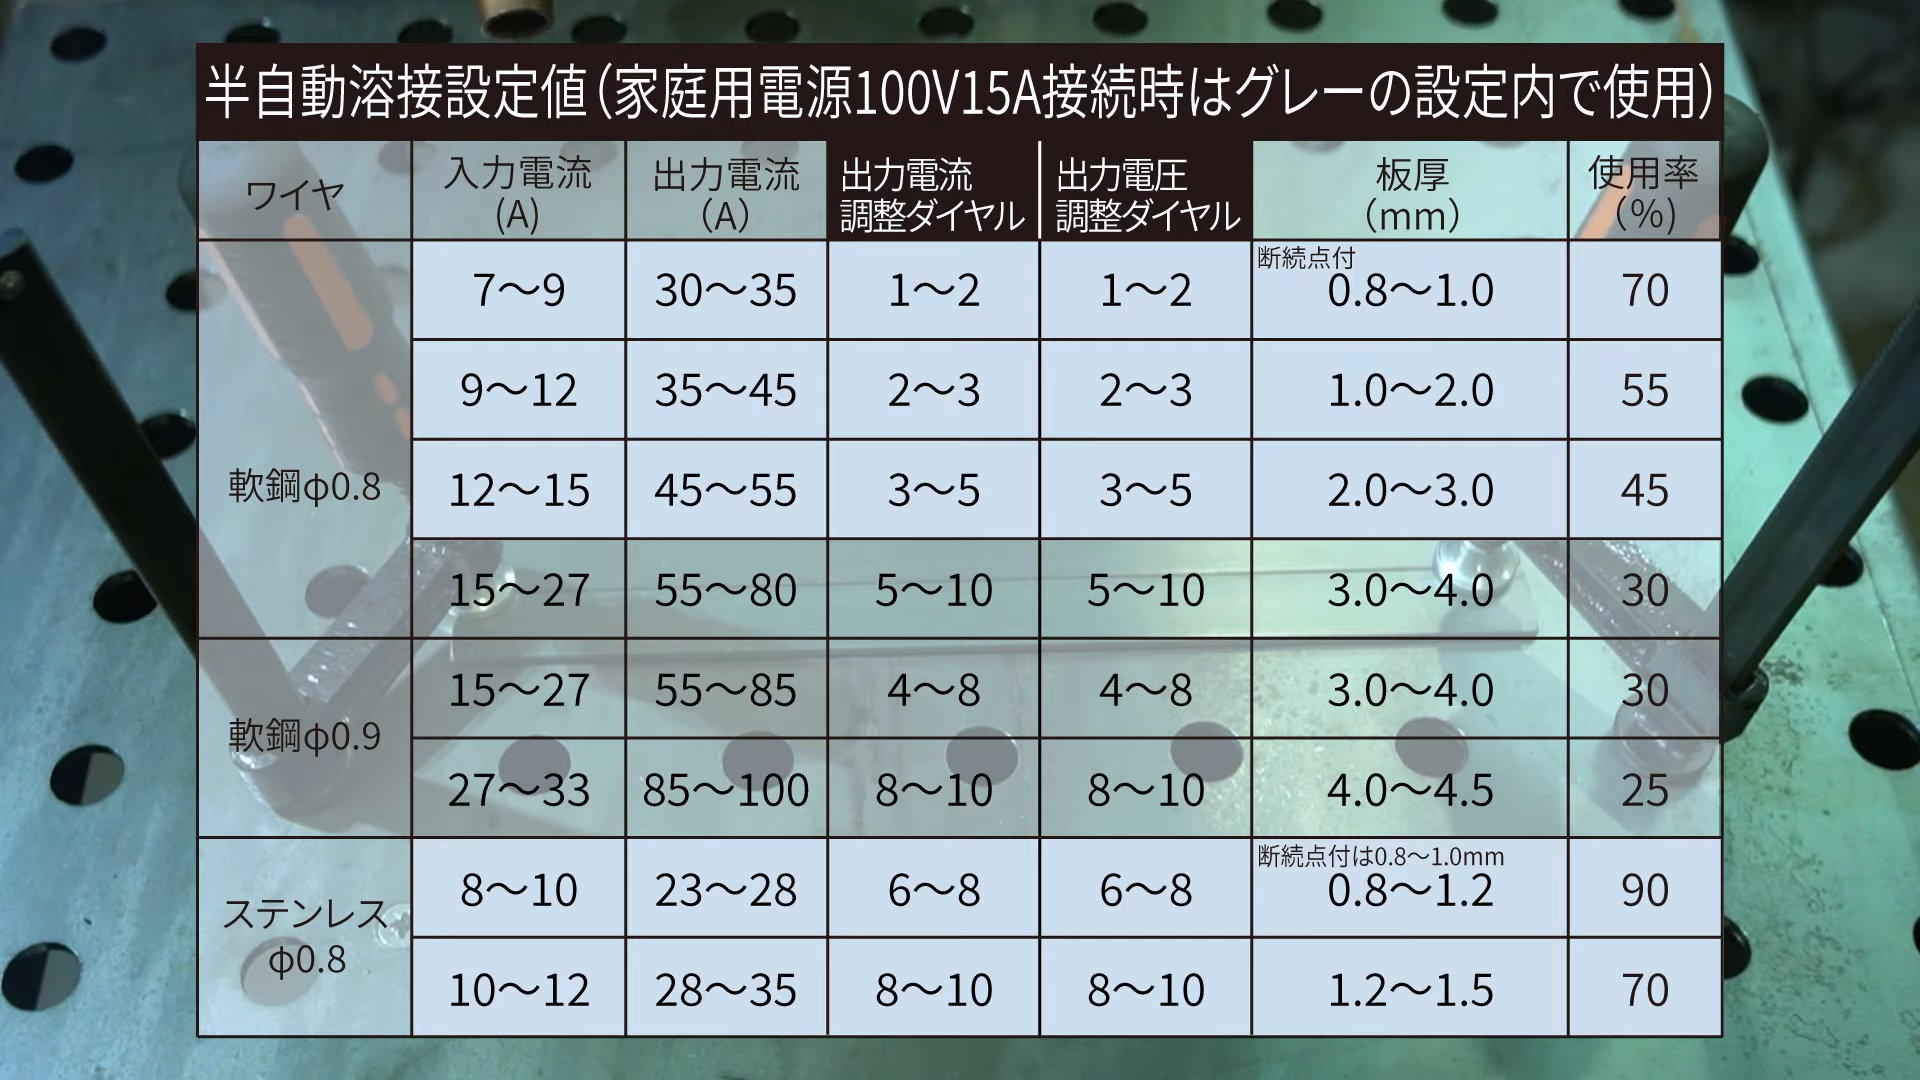 半自動溶接設定値（家庭用電源100V15A接続時はグレーの設定内で使用）
ワイヤ 入力電流(A) 出力電流(A) 出力電流調整ダイヤル 出力電圧調整ダイヤル 板厚(mm) 使用率(%)
軟鋼φ0.8 7〜9 30〜35 1〜2 1〜2 断続点付 0.8〜1.0 70
9〜12 35〜45 2〜3 2〜3 1.0〜2.0 55
12〜15 45〜55 3〜5 3〜5 2.0〜3.0 45
15〜27 55〜80 5〜10 5〜10 3.0〜4.0 30
軟鋼φ0.9 15〜27 55〜85 4〜8 4〜8 3.0〜4.0 30
27〜33 85〜100 8〜10 8〜10 4.0〜4.5 25
ステンレスφ0.8 8〜10 23〜28 6〜8 6〜8 断続点付は0.8〜1.0mm 0.8〜1.2 90
10〜12 28〜35 8〜10 8〜10 1.2〜1.5 70